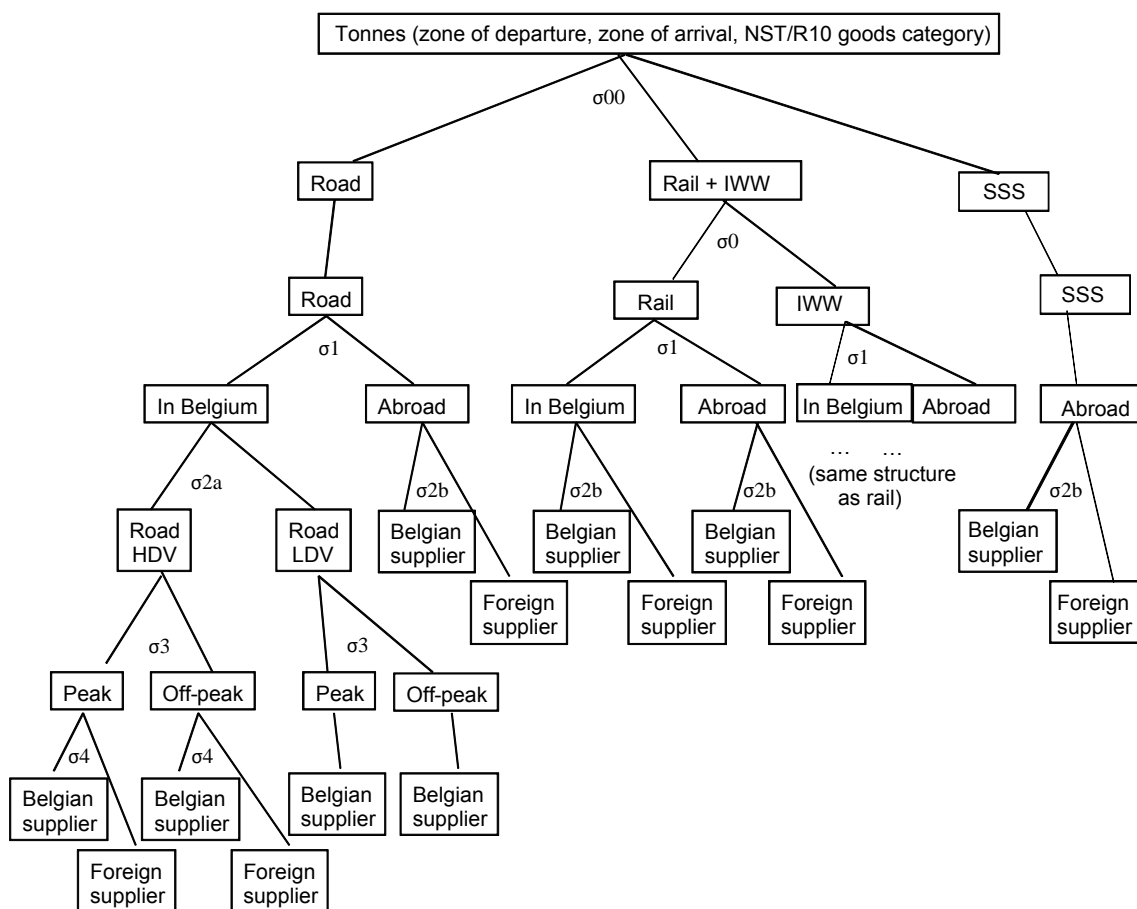 Tonnes (zone of departure, zone of arrival, NST/R10 goods category)
σ00
Road
Rail + IWW
SSS
σ0
Road
Rail
IWW
SSS
σ1
σ1
σ1
In Belgium
Abroad
In Belgium
Abroad
In Belgium
Abroad
Abroad
... ...
(same structure
as rail)
σ2a
σ2b
σ2b
σ2b
σ2b
Road
HDV
Road
LDV
Belgian
supplier
Belgian
supplier
Belgian
supplier
Belgian
supplier
Foreign
supplier
Foreign
supplier
Foreign
supplier
Foreign
supplier
σ3
σ3
Peak
Off-peak
Peak
Off-peak
σ4
σ4
Belgian
supplier
Belgian
supplier
Belgian
supplier
Belgian
supplier
Foreign
supplier
Foreign
supplier